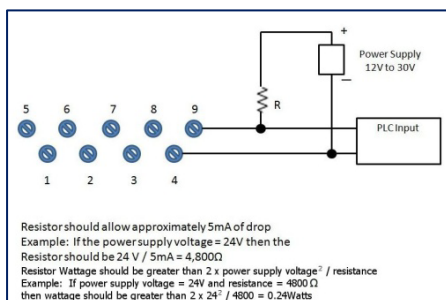 +
Power Supply
12V to 30V
—
R
5 6 7 8 9
PLC Input
1 2 3 4
Resistor should allow approximately 5mA of drop
Example: If the power supply voltage = 24V then the
Resistor should be 24 V / 5mA = 4,800Ω
Resistor Wattage should be greater than 2 x power supply voltage² / resistance
Example: If power supply voltage = 24V and resistance = 4800 Ω
then wattage should be greater than 2 x 24² / 4800 = 0.24Watts